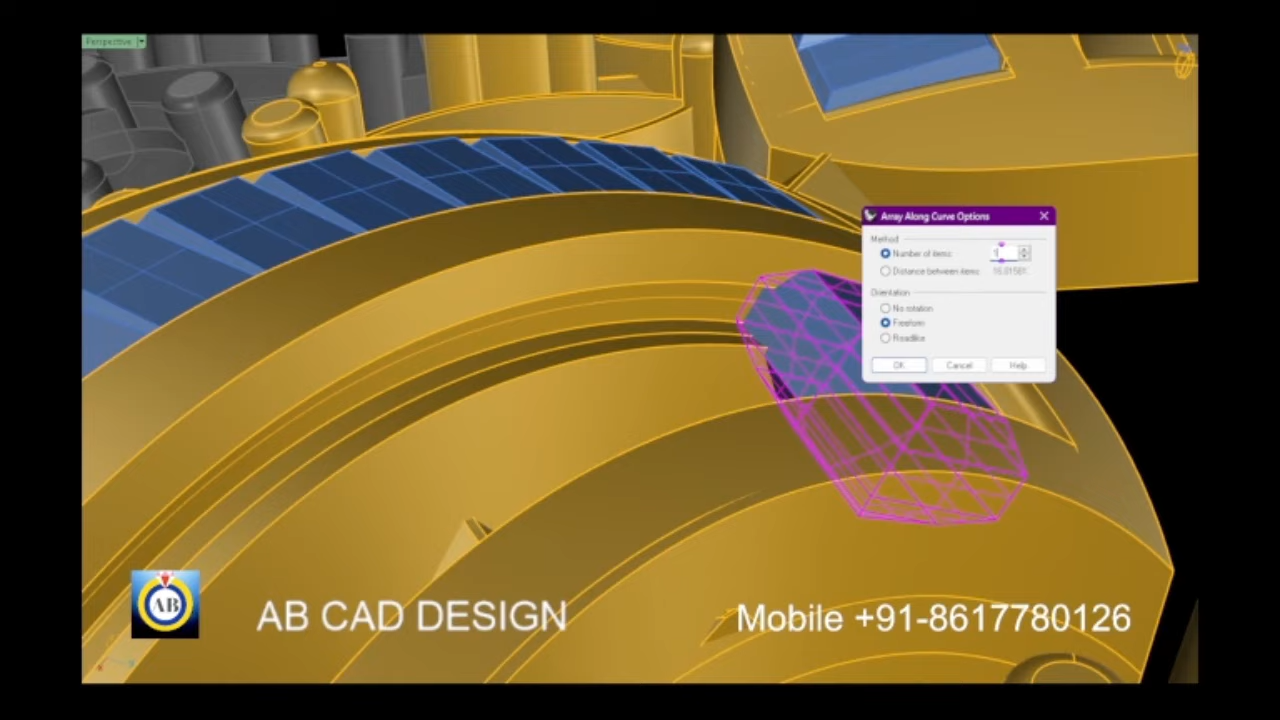 Perspective
Array Along Curve Options
Method
Number of items:
Distance between items:
Orientation
No rotation
Freeform
Roadlike
OK Cancel Help
AB
AB CAD DESIGN
Mobile +91-8617780126